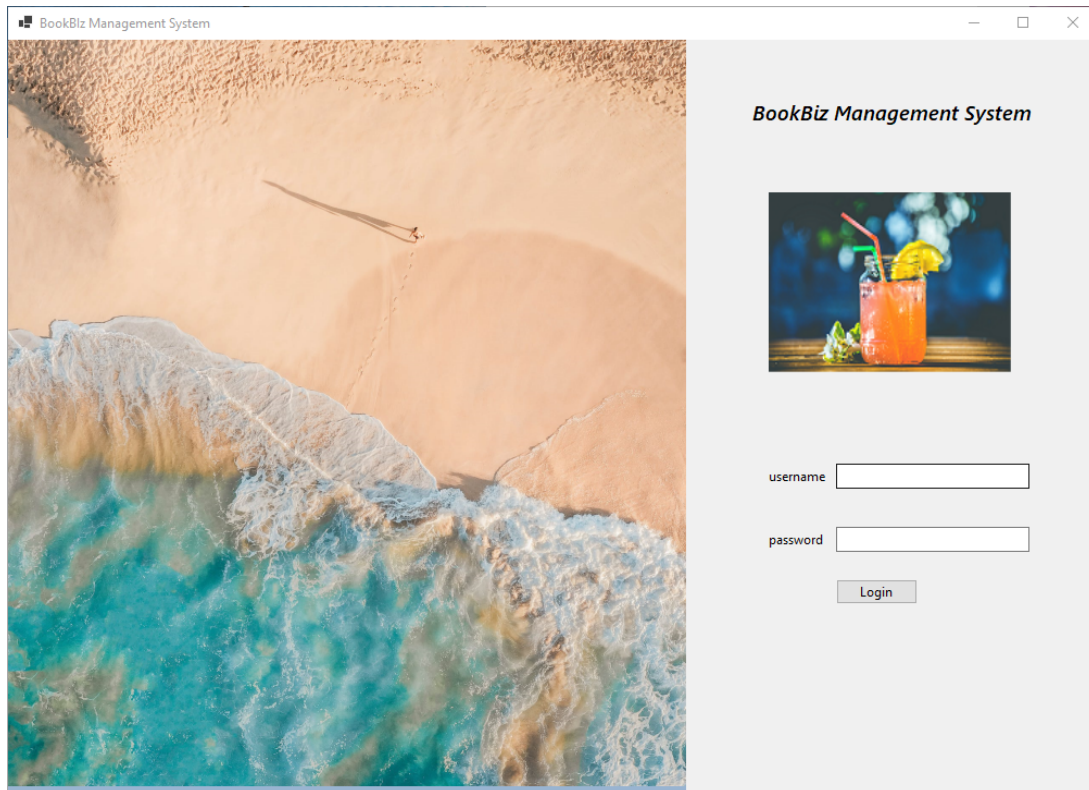 BookBIz Management System
BookBiz Management System
username
password
Login